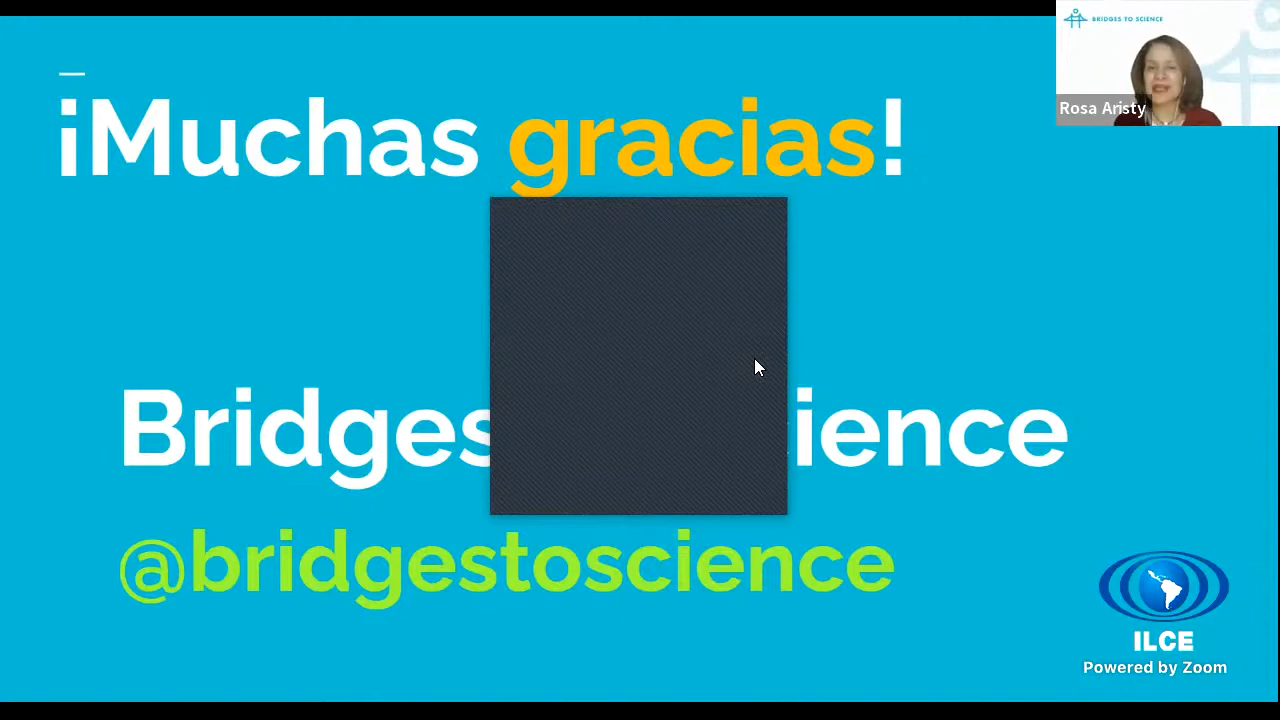 BRIDGES TO SCIENCE
Rosa Aristy
¡Muchas gracias!
Bridges ience
@bridgestoscience
ILCE
Powered by Zoom